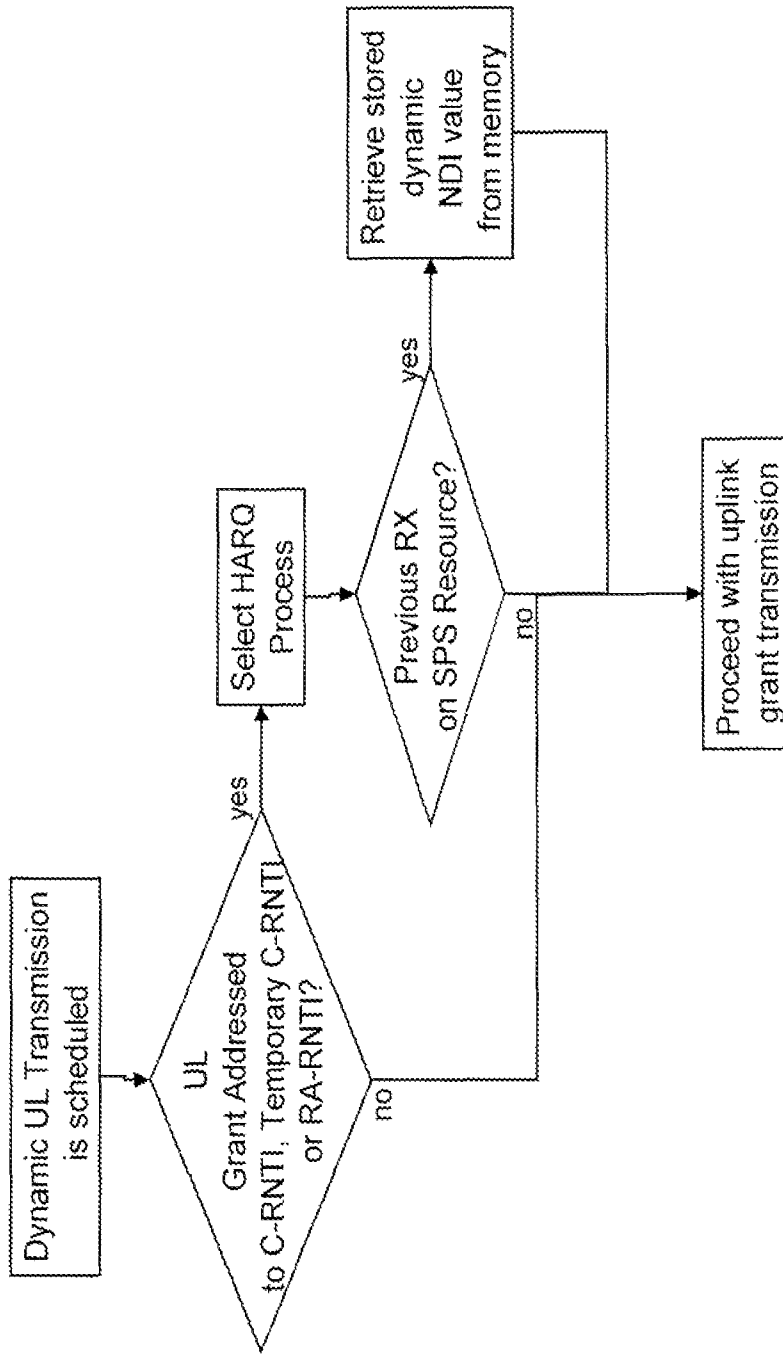 Dynamic UL Transmission
is scheduled
UL
Grant Addressed
to C-RNTI, Temporary C-RNTI
or RA-RNTI?
yes
no
Select HARQ
Process
Previous RX
on SPS Resource?
yes
no
Retrieve stored
dynamic
NDI value
from memory
Proceed with uplink
grant transmission